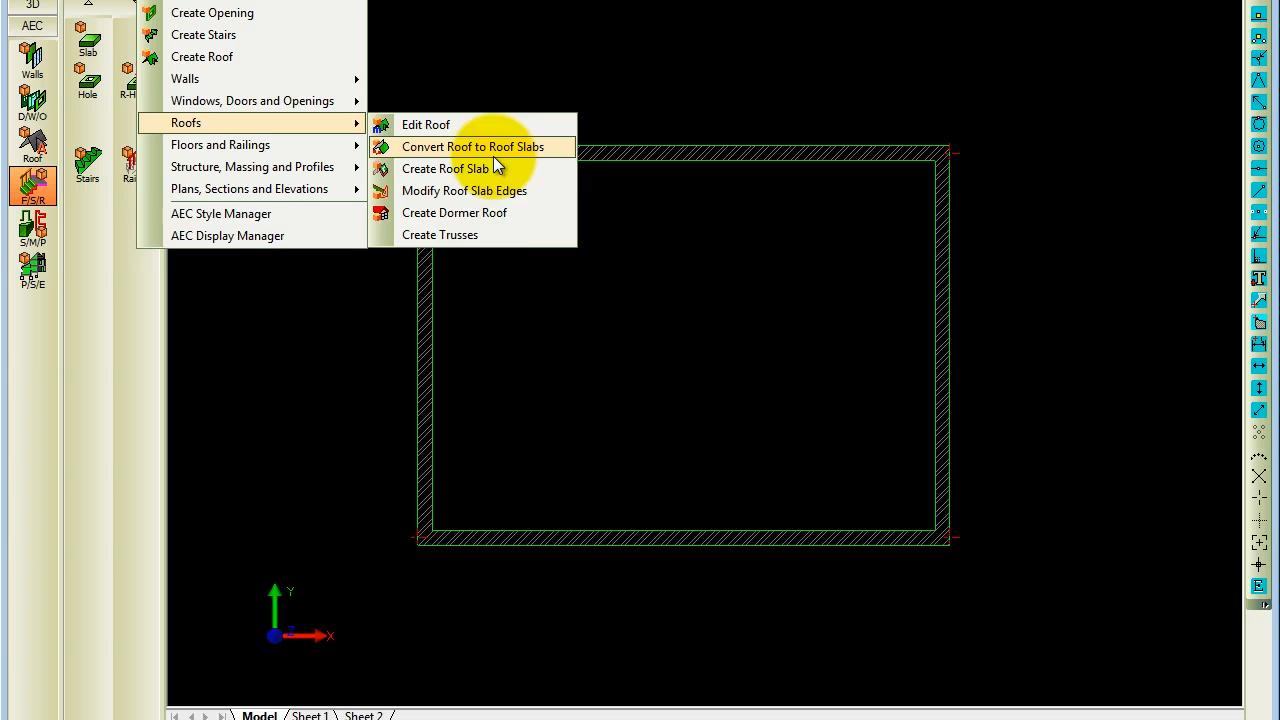 3D
AEC
Walls
D/W/O
Roof
F/S/R
S/M/P
P/S/E
Slab
Hole
R-H
Stairs
Rai
Create Opening
Create Stairs
Create Roof
Walls
Windows, Doors and Openings
Roofs
Floors and Railings
Structure, Massing and Profiles
Plans, Sections and Elevations
AEC Style Manager
AEC Display Manager
Edit Roof
Convert Roof to Roof Slabs
Create Roof Slab
Modify Roof Slab Edges
Create Dormer Roof
Create Trusses
Y
Z
X
Model
Sheet 1
Sheet 2